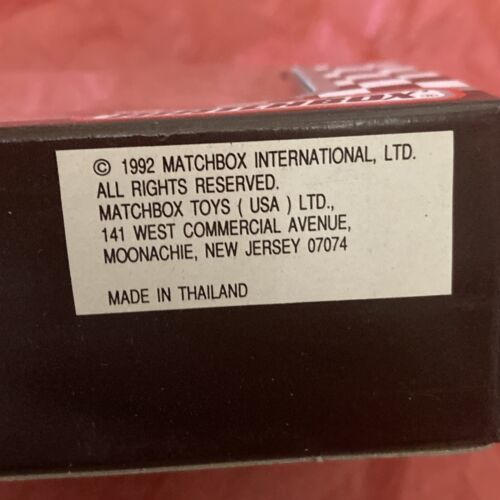 © 1992 MATCHBOX INTERNATIONAL, LTD.
ALL RIGHTS RESERVED.
MATCHBOX TOYS ( USA ) LTD.,
141 WEST COMMERCIAL AVENUE,
MOONACHIE, NEW JERSEY 07074
MADE IN THAILAND